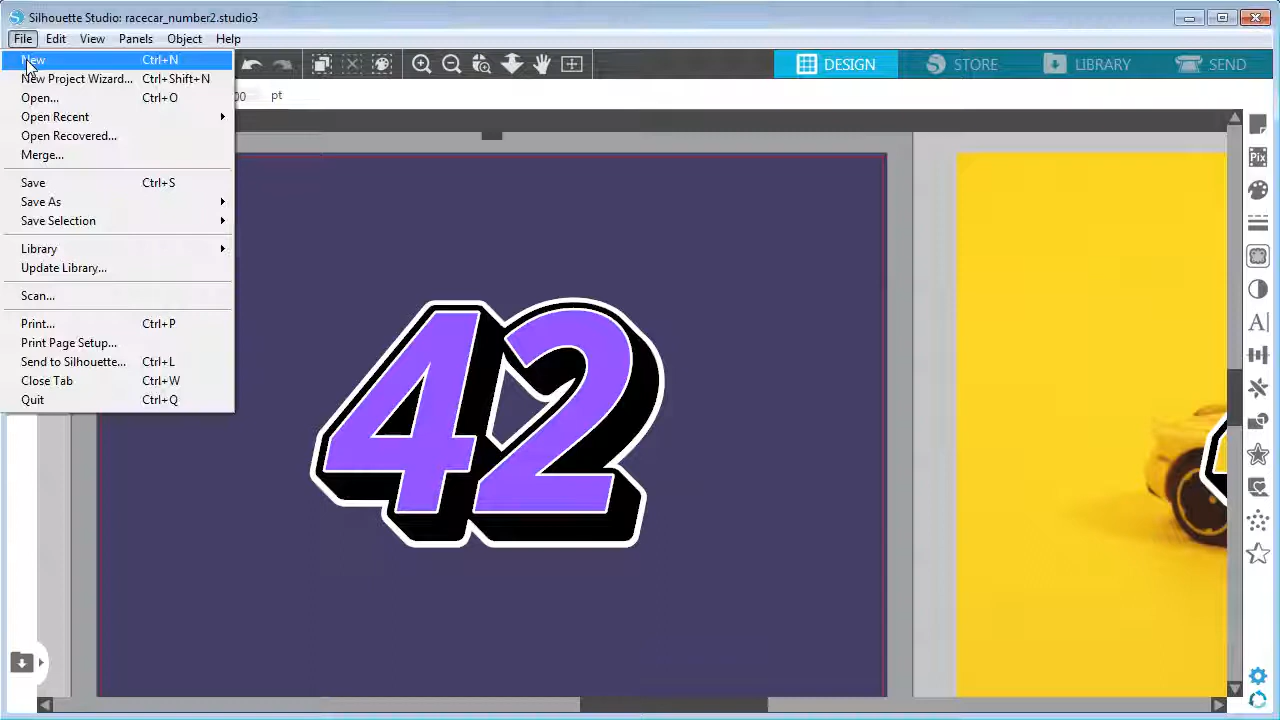 Silhouette Studio: racecar_number2.studio3
File Edit View Panels Object Help
New Ctrl+N
New Project Wizard... Ctrl+Shift+N
Open... Ctrl+O
Open Recent
Open Recovered...
Merge...
Save Ctrl+S
Save As
Save Selection
Library
Update Library...
Scan...
Print... Ctrl+P
Print Page Setup...
Send to Silhouette... Ctrl+L
Close Tab Ctrl+W
Quit Ctrl+Q
DESIGN STORE LIBRARY SEND
00 pt
Pix
A
42